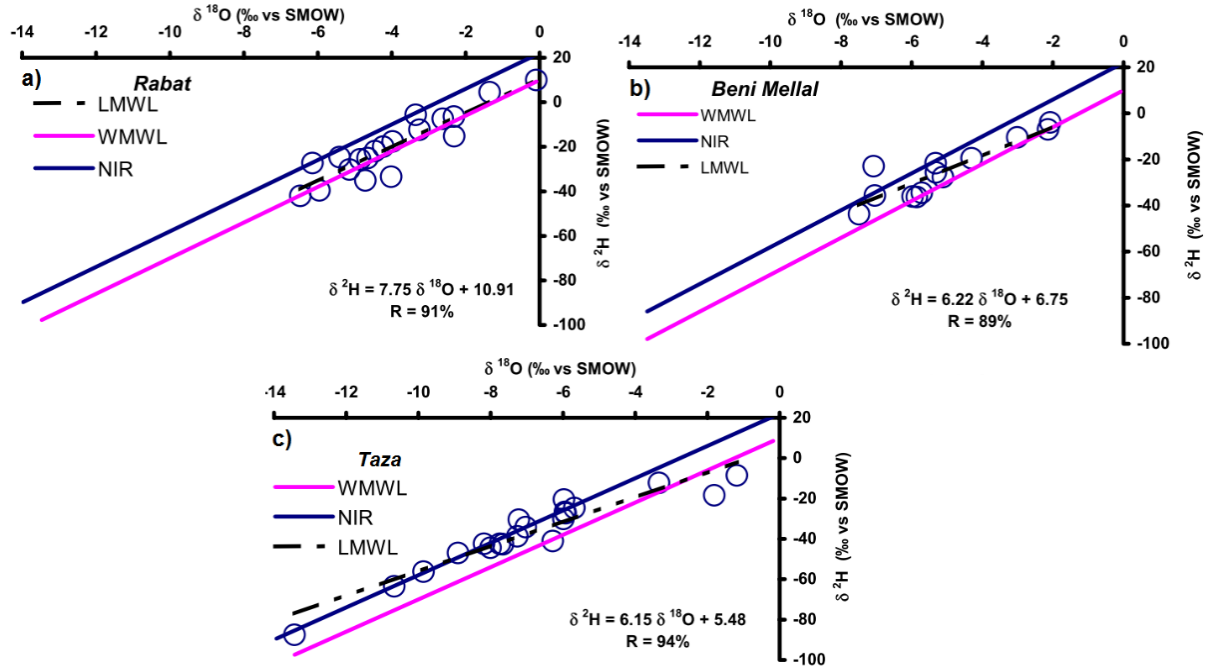 δ ¹⁸O (‰ vs SMOW)
-14 -12 -10 -8 -6 -4 -2 0
a) Rabat
LMWL
WMWL
NIR
20
0
-20
-40
-60
-80
-100
δ ²H (‰ vs SMOW)
δ ²H = 7.75 δ ¹⁸O + 10.91
R = 91%
δ ¹⁸O (‰ vs SMOW)
-14 -12 -10 -8 -6 -4 -2 0
b) Beni Mellal
WMWL
NIR
LMWL
20
0
-20
-40
-60
-80
-100
δ ²H (‰ vs SMOW)
δ ²H = 6.22 δ ¹⁸O + 6.75
R = 89%
δ ¹⁸O (‰ vs SMOW)
-14 -12 -10 -8 -6 -4 -2 0
c) Taza
WMWL
NIR
LMWL
20
0
-20
-40
-60
-80
-100
δ ²H (‰ vs SMOW)
δ ²H = 6.15 δ ¹⁸O + 5.48
R = 94%